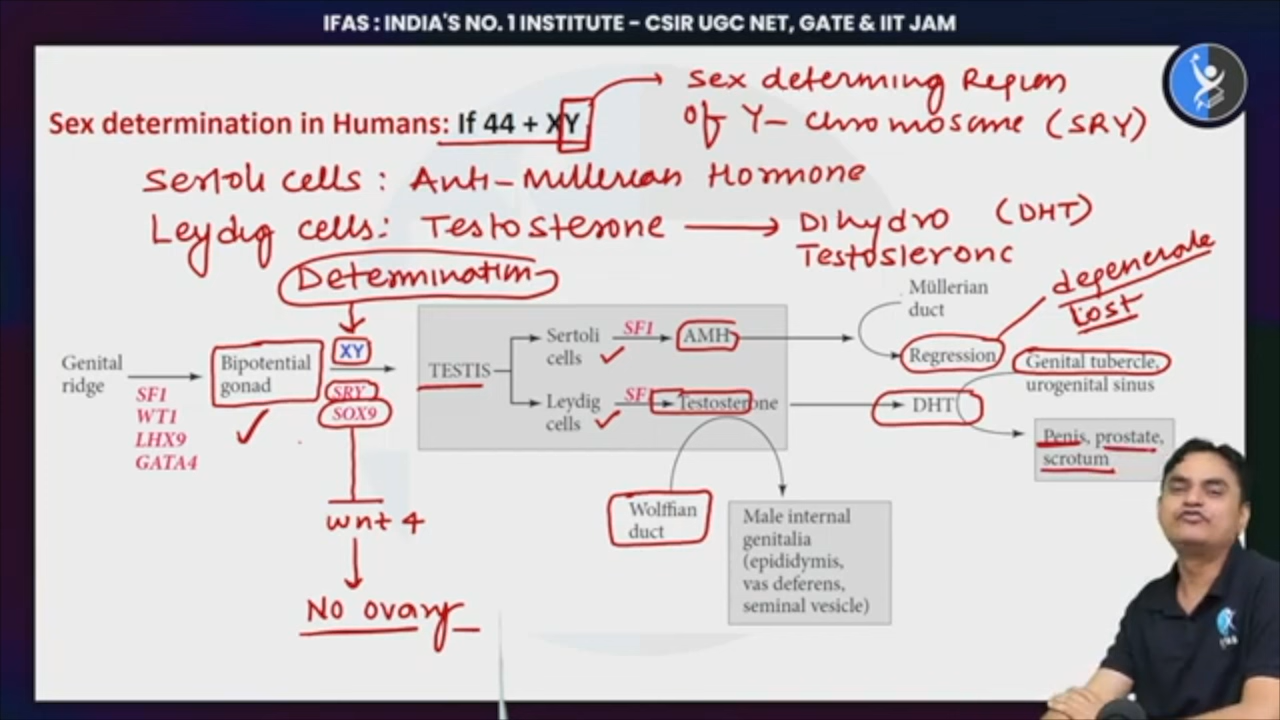 IFAS : INDIA'S NO. 1 INSTITUTE - CSIR UGC NET, GATE & IIT JAM
Sex determination in Humans: If 44 + XY
Sex determing Region
Of Y- chromosome (SRY)
Sertoli cells : Anti-Mullerian Hormone
Leydig cells: Testosterone → Dihydro (DHT)
Testosterone
Determination
degenerate
Lost
Genital
ridge
SF1
WT1
LHX9
GATA4
Bipotential
gonad
XY
SRY
SOX9
wnt 4
No ovary
TESTIS
Sertoli
cells
SF1
AMH
Leydig
cells
SF1
Testosterone
Müllerian
duct
Regression
DHT
Genital tubercle,
urogenital sinus
Penis, prostate,
scrotum
Wolffian
duct
Male internal
genitalia
(epididymis,
vas deferens,
seminal vesicle)